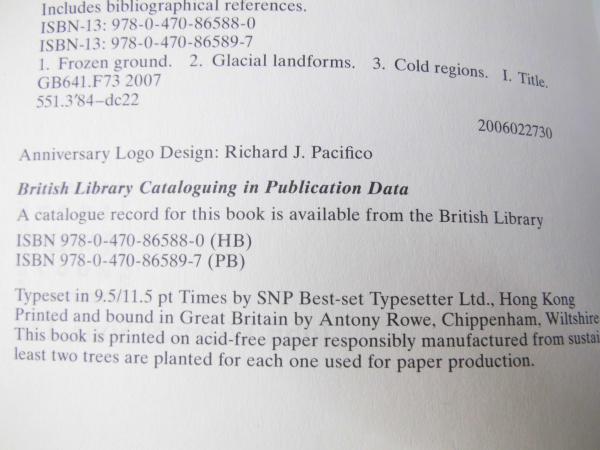 Includes bibliographical references.
ISBN-13: 978-0-470-86588-0
ISBN-13: 978-0-470-86589-7
1. Frozen ground. 2. Glacial landforms. 3. Cold regions. I. Title.
GB641.F73 2007
551.3'84–dc22
2006022730
Anniversary Logo Design: Richard J. Pacifico
British Library Cataloguing in Publication Data
A catalogue record for this book is available from the British Library
ISBN 978-0-470-86588-0 (HB)
ISBN 978-0-470-86589-7 (PB)
Typeset in 9.5/11.5 pt Times by SNP Best-set Typesetter Ltd., Hong Kong
Printed and bound in Great Britain by Antony Rowe, Chippenham, Wiltshire
This book is printed on acid-free paper responsibly manufactured from sustai
least two trees are planted for each one used for paper production.